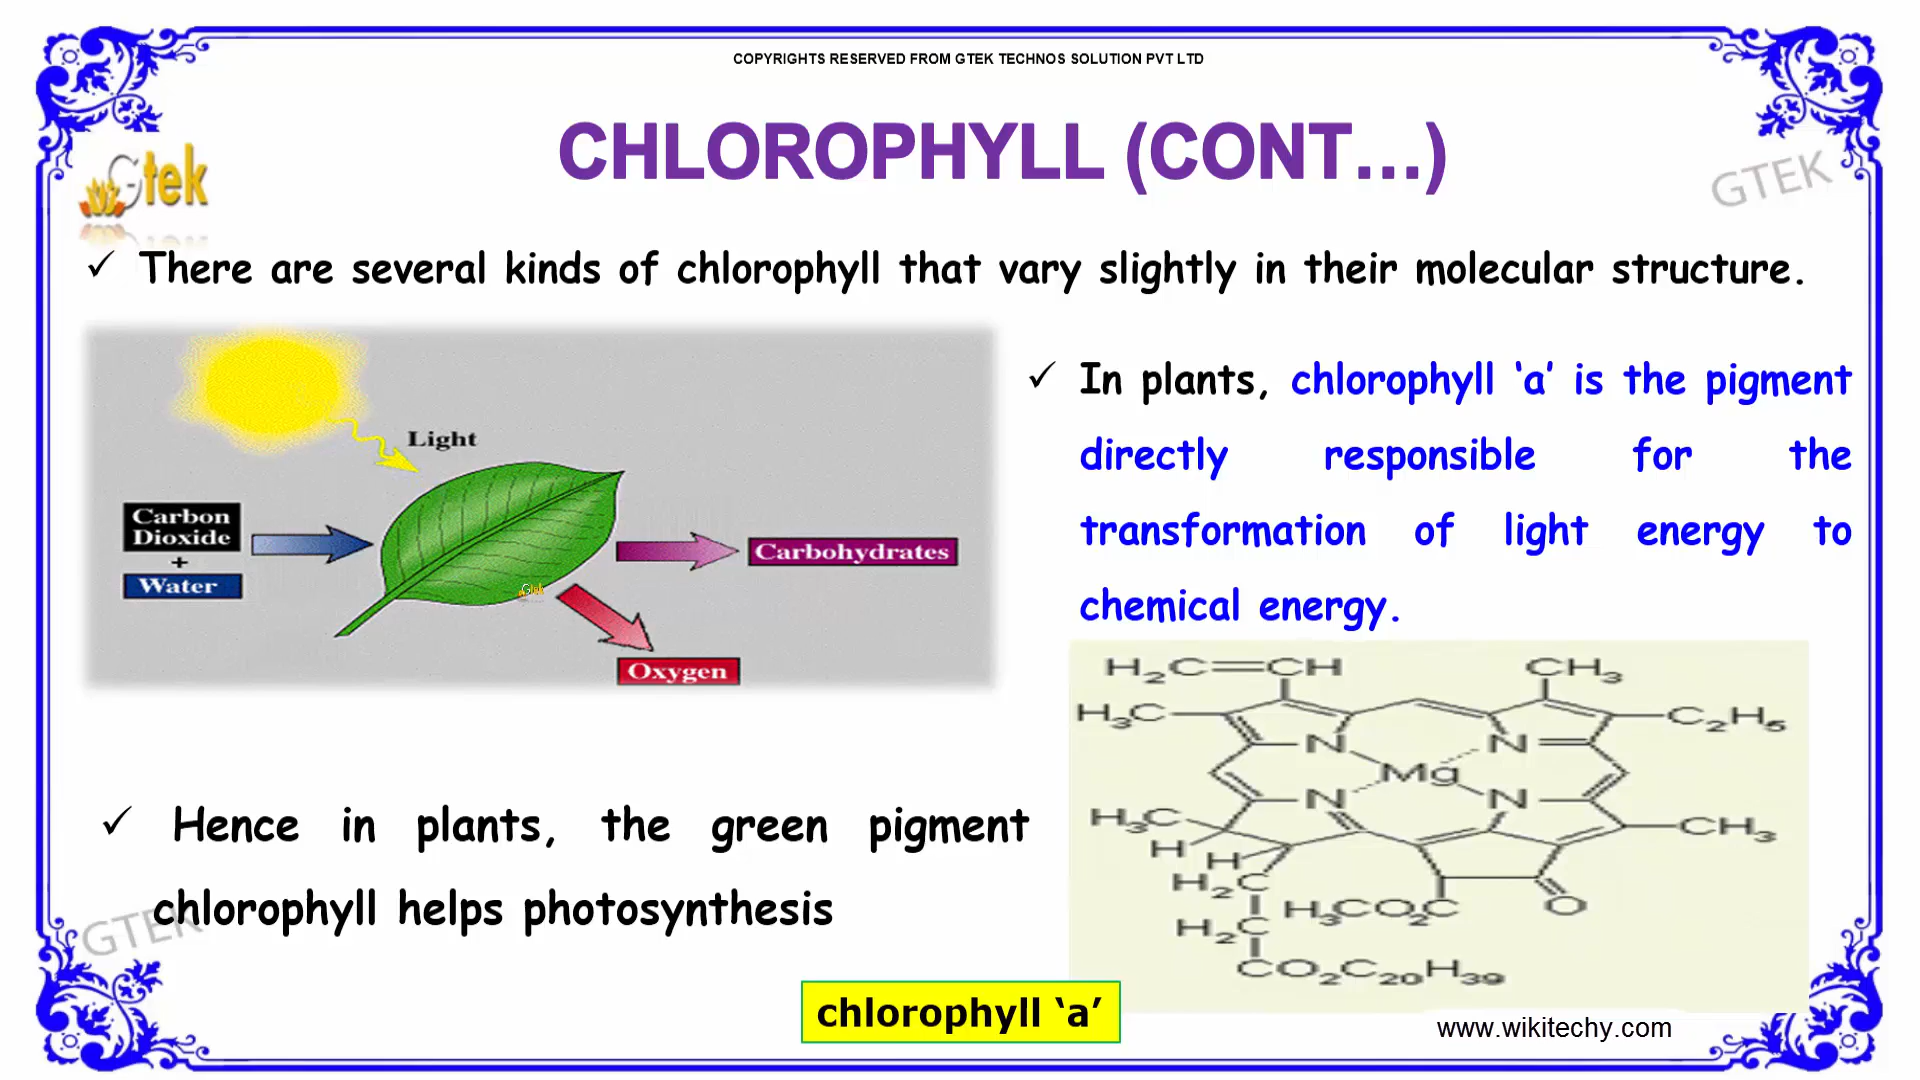 COPYRIGHTS RESERVED FROM GTEK TECHNOS SOLUTION PVT LTD
CHLOROPHYLL (CONT...)
Gtek
GTEK
✓ There are several kinds of chlorophyll that vary slightly in their molecular structure.
Light
Carbon
Dioxide
+
Water
Carbohydrates
Gtek
Oxygen
✓ In plants, chlorophyll ‘a’ is the pigment
directly responsible for the
transformation of light energy to
chemical energy.
H₂C CH CH₃
H₃C C₂H₅
N N
Mg
N N
H₃C CH₃
H H
H₂C
H₃CO₂C O
H₂C
CO₂C₂₀H₃₉
✓ Hence in plants, the green pigment
chlorophyll helps photosynthesis
GTEK
chlorophyll ‘a’
www.wikitechy.com